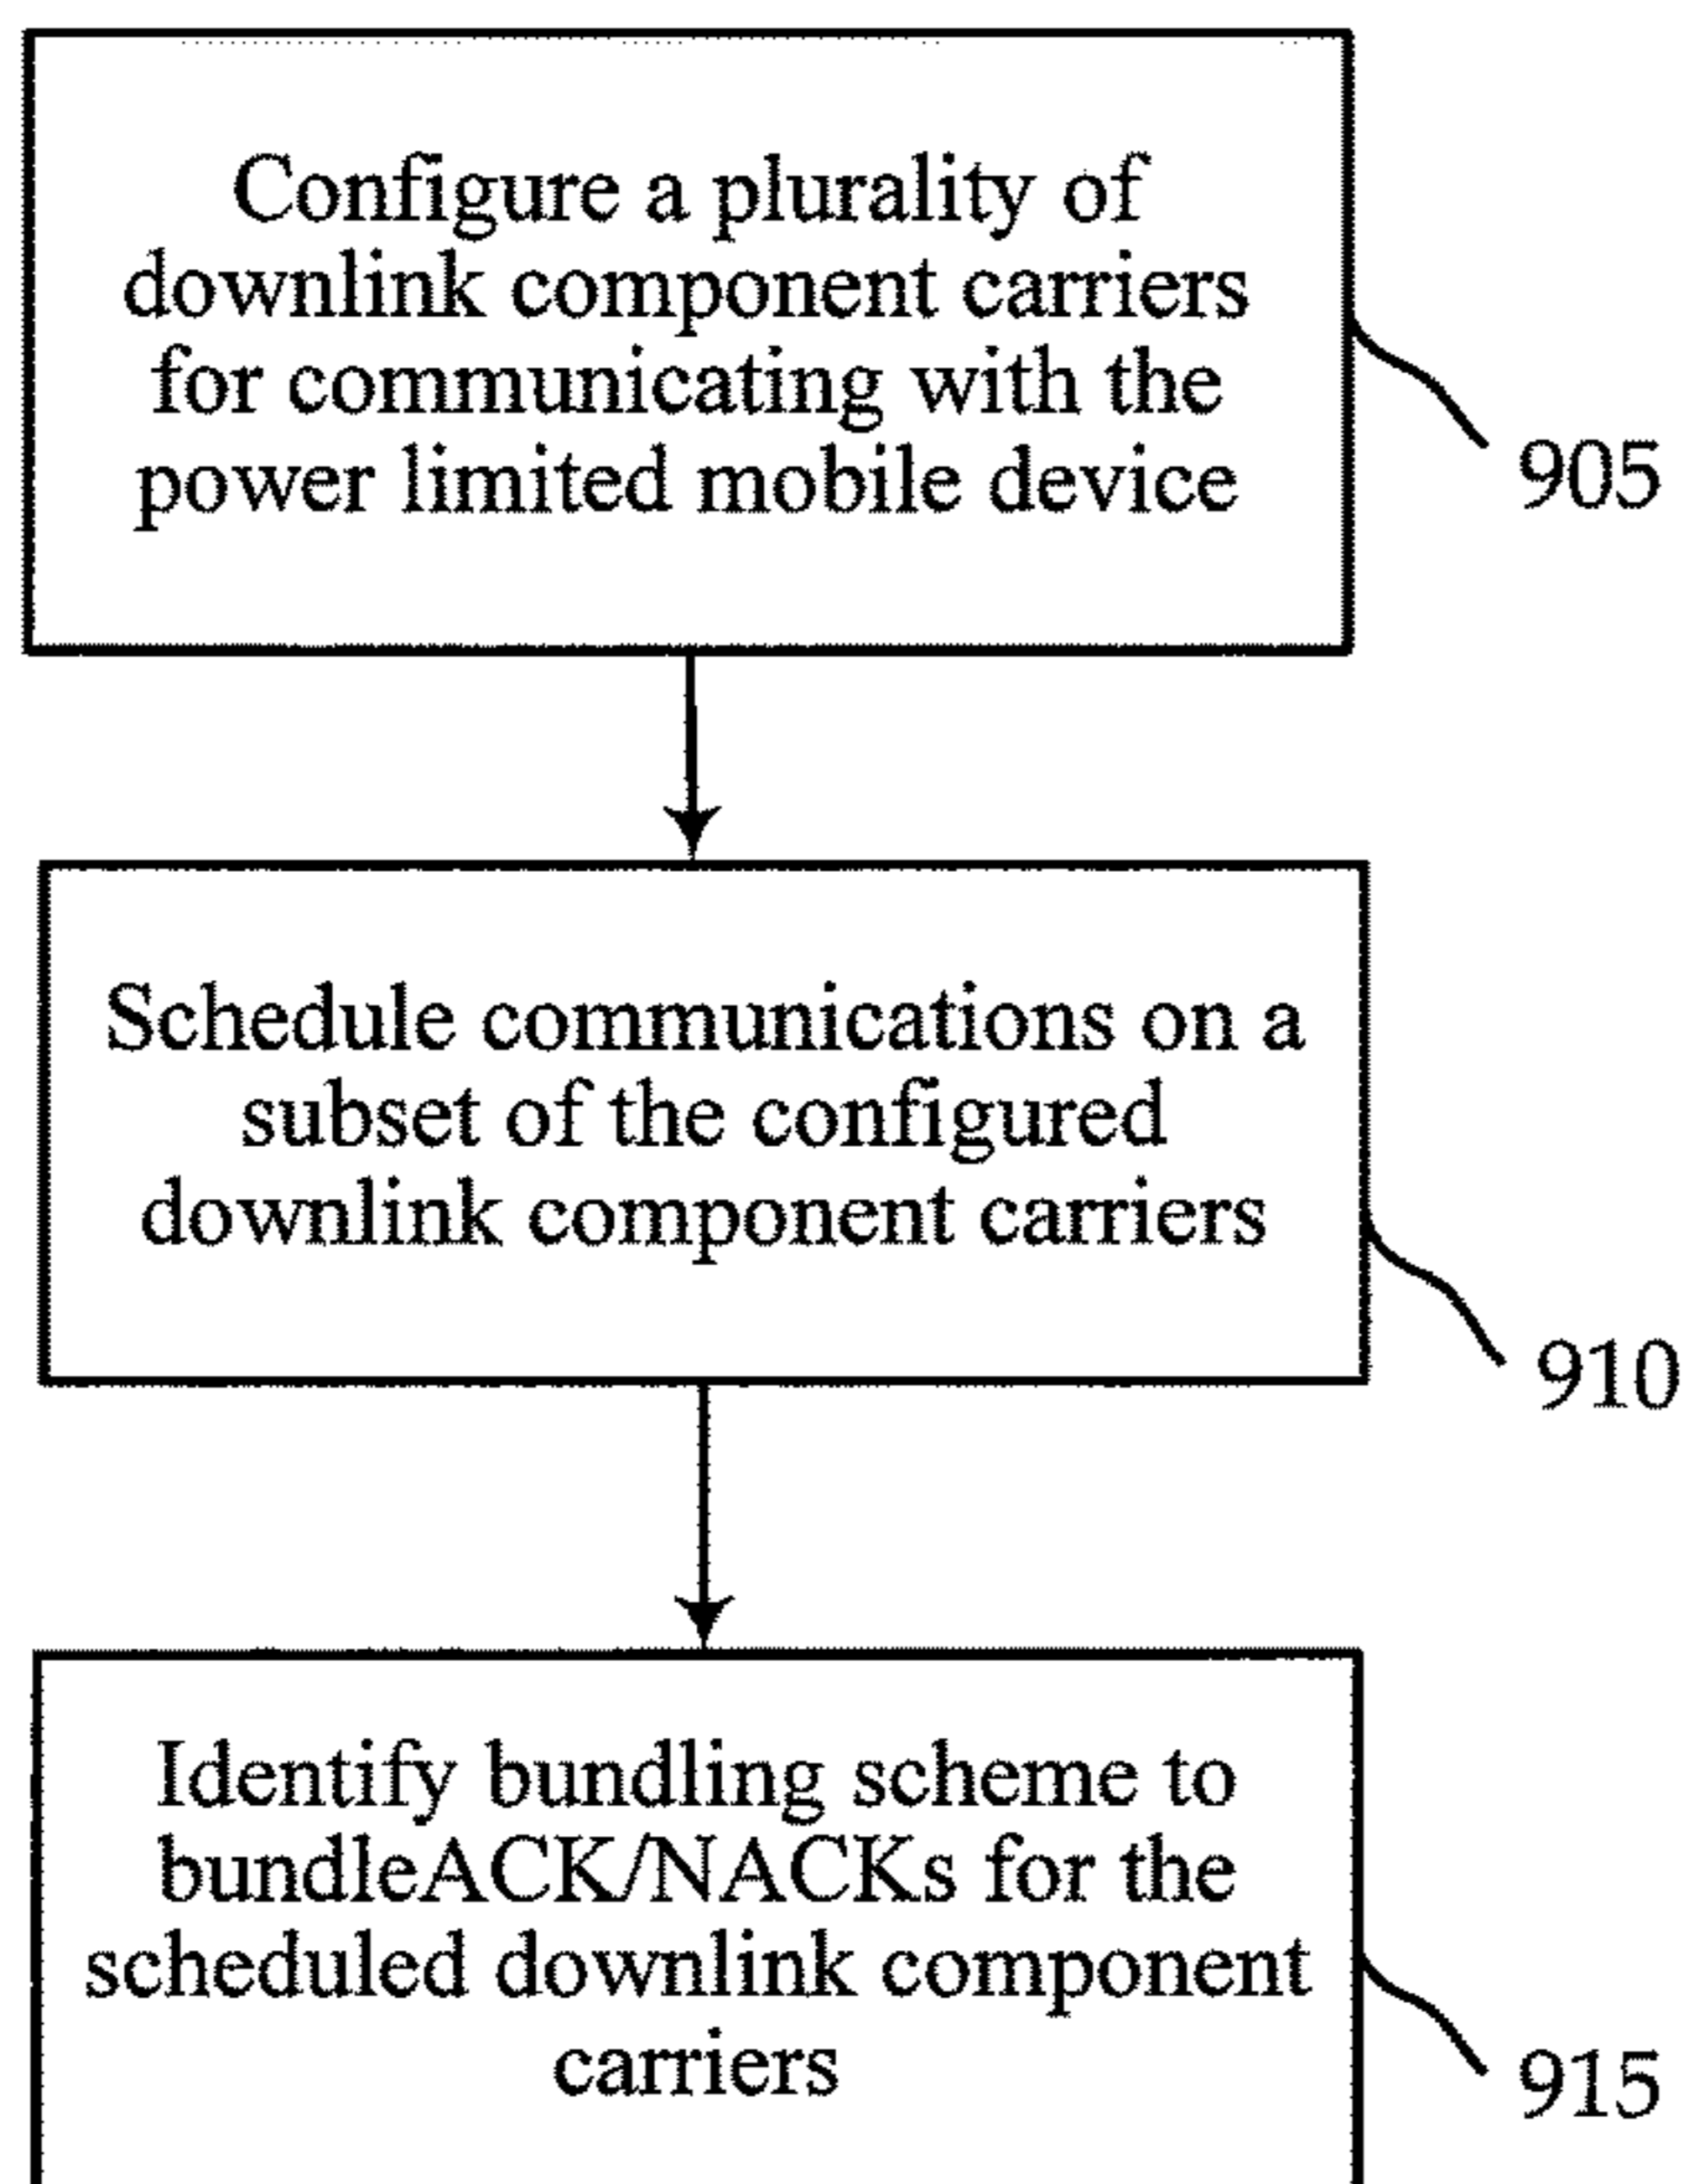 Configure a plurality of
downlink component carriers
for communicating with the
power limited mobile device
905
Schedule communications on a
subset of the configured
downlink component carriers
910
Identify bundling scheme to
bundleACK/NACKs for the
scheduled downlink component
carriers
915